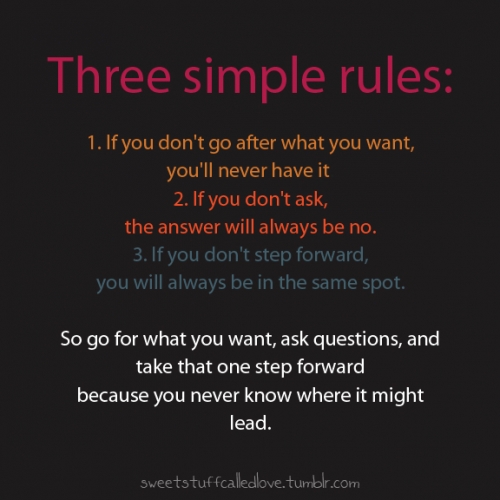 Three simple rules:
1. If you don't go after what you want,
you'll never have it
2. If you don't ask,
the answer will always be no.
3. If you don't step forward,
you will always be in the same spot.
So go for what you want, ask questions, and
take that one step forward
because you never know where it might
lead.
sweetstuffcalledlove.tumblr.com